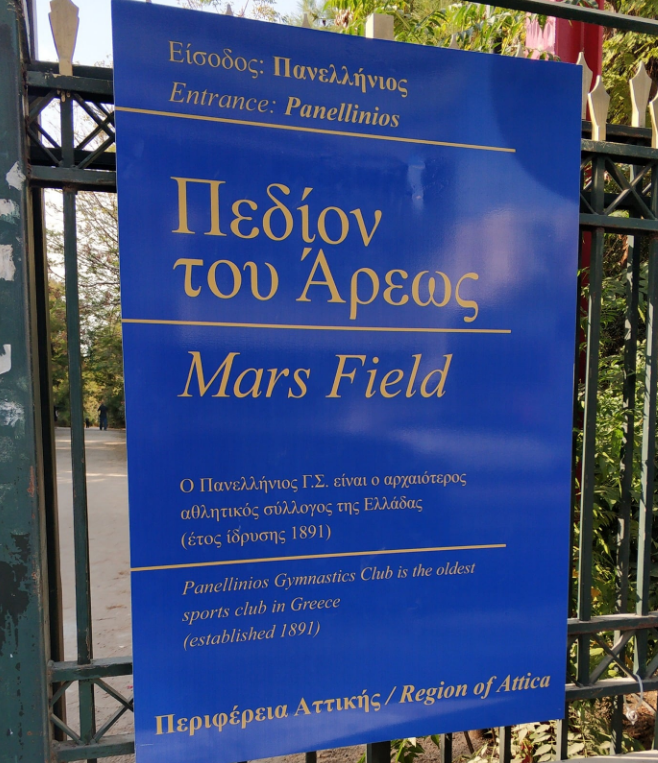 Είσοδος: Πανελλήνιος
Entrance: Panellinios
Πεδίον
του Άρεως
Mars Field
Ο Πανελλήνιος Γ.Σ. είναι ο αρχαιότερος
αθλητικός σύλλογος της Ελλάδας
(έτος ίδρυσης 1891)
Panellinios Gymnastics Club is the oldest
sports club in Greece
(established 1891)
Περιφέρεια Αττικής / Region of Attica